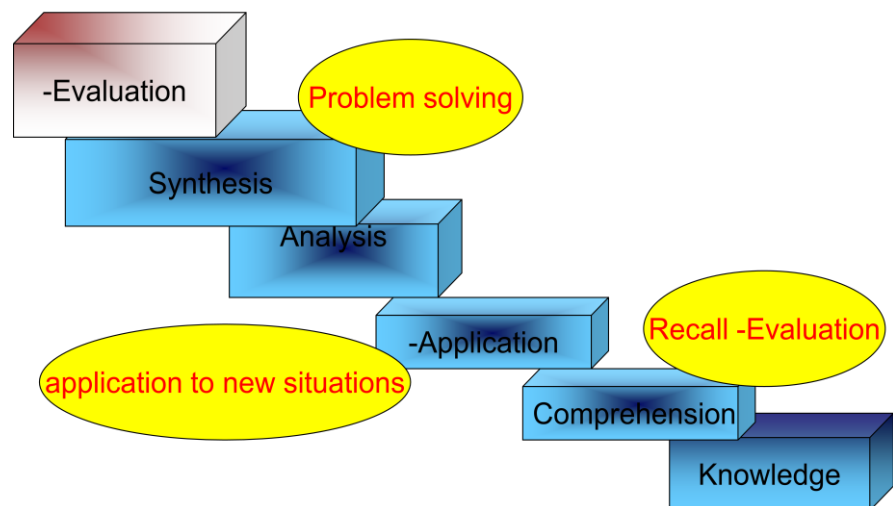 -Evaluation
Problem solving
Synthesis
Analysis
-Application
Recall -Evaluation
application to new situations
Comprehension
Knowledge